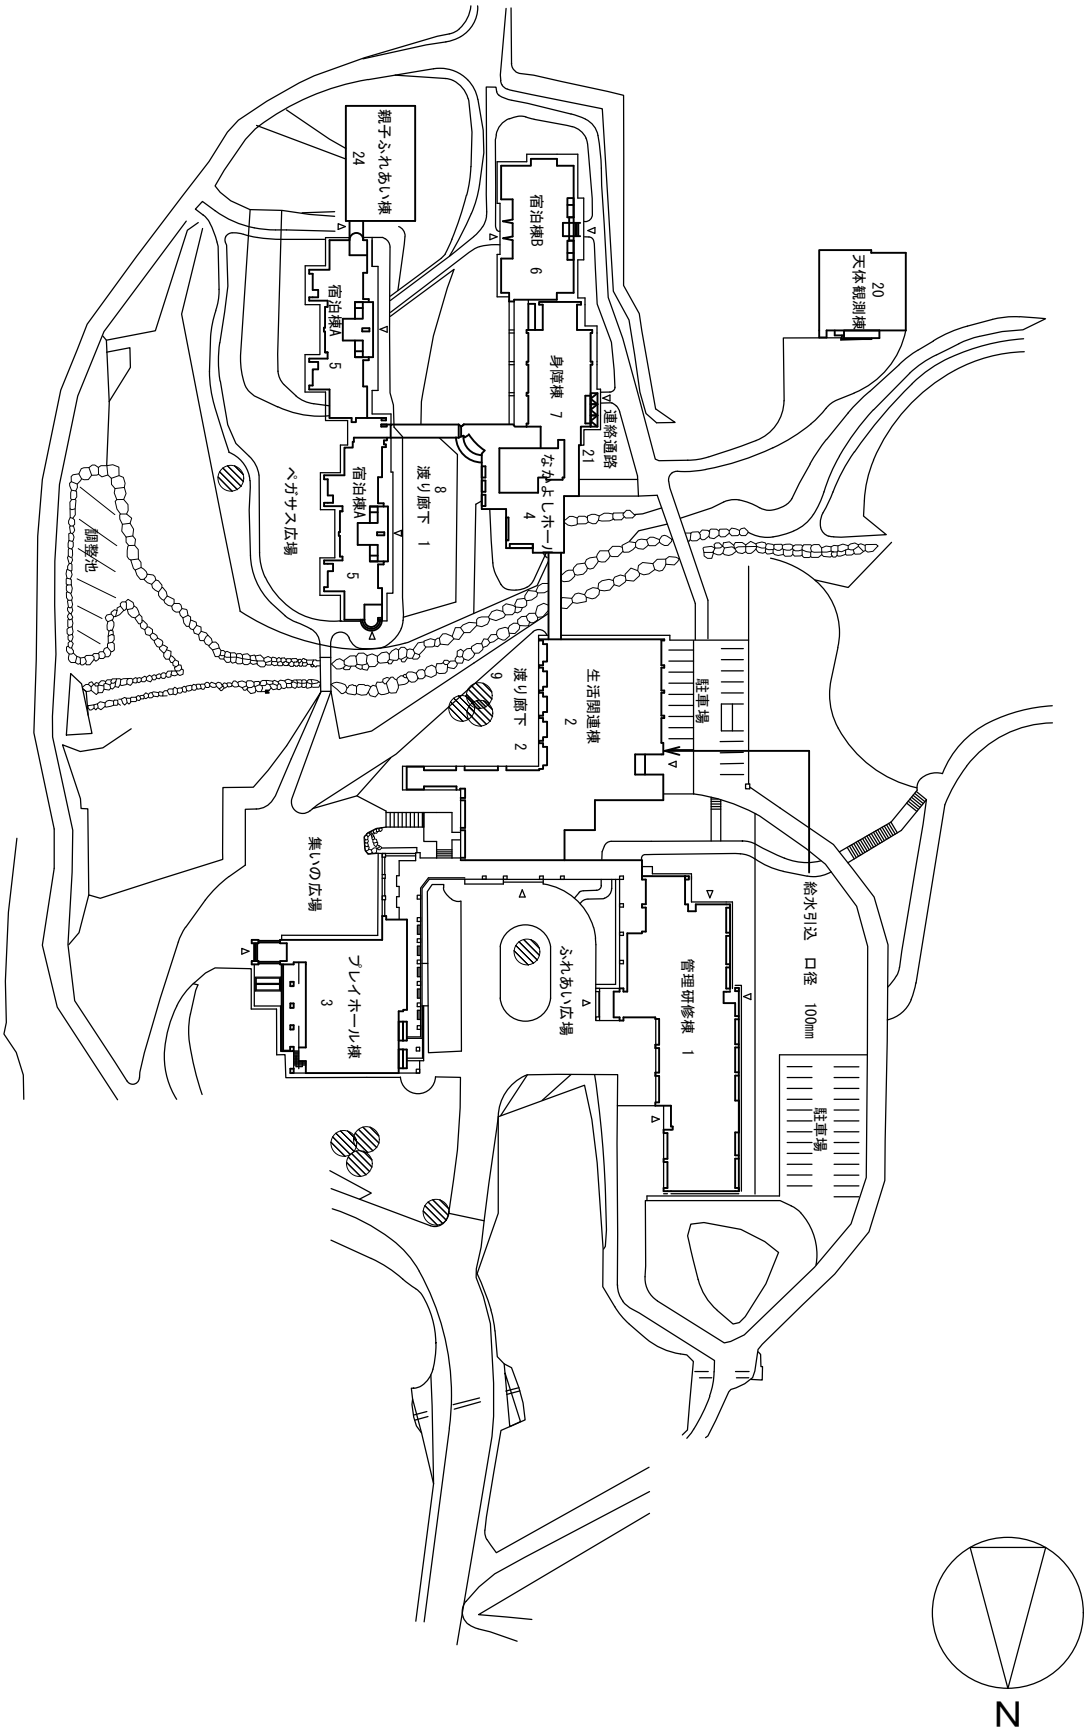 親子ふれあい棟
24
宿泊棟B 6
天体観測棟
20
宿泊棟A
5
身障棟 7
連絡通路
21
なかよしホール
4
渡り廊下 1
8
宿泊棟A
5
ペガサス広場
調整池
生活関連棟
2
渡り廊下 2
9
駐車場
集いの広場
給水引込 口径 100mm
プレイホール棟
3
ふれあい広場
管理研修棟 1
駐車場
N